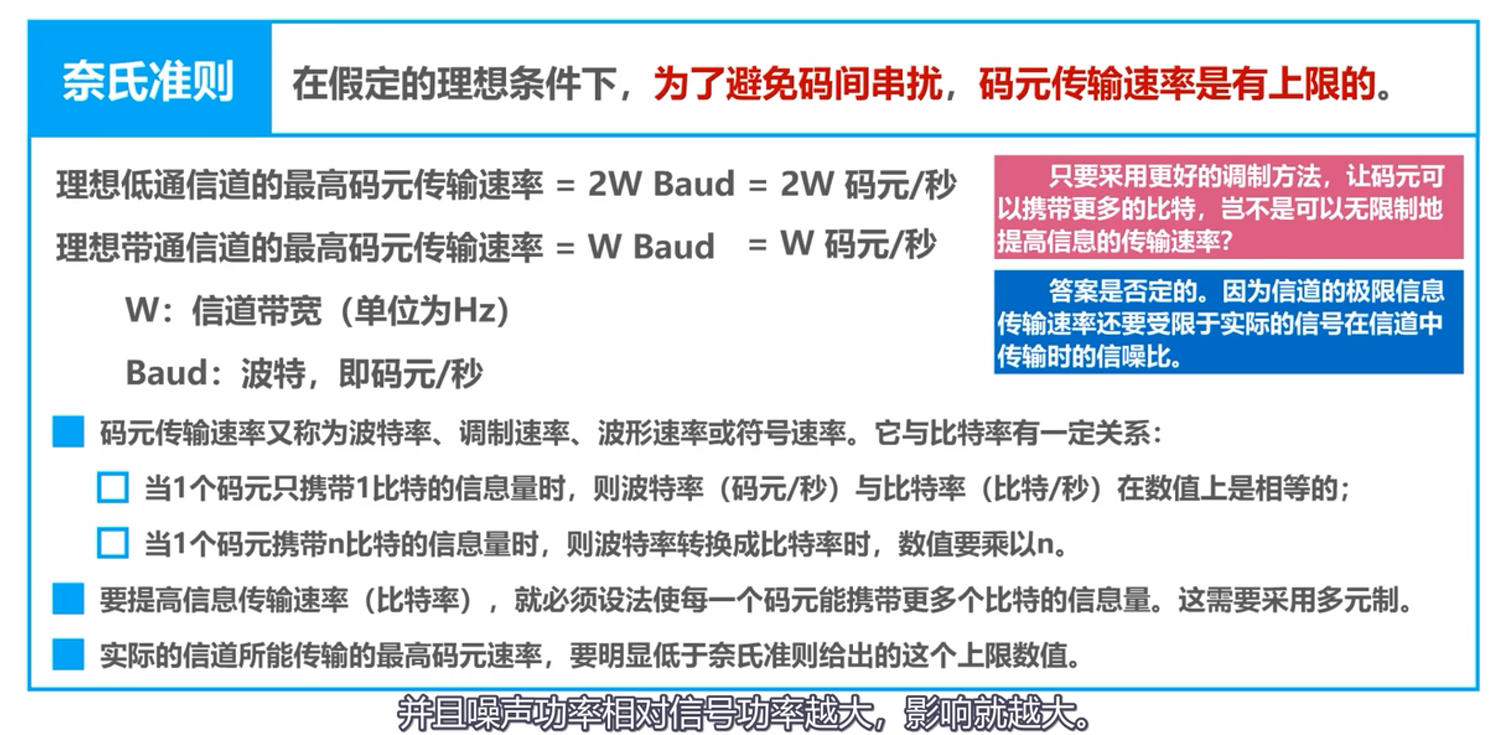 奈氏准则
在假定的理想条件下，为了避免码间串扰，码元传输速率是有上限的。
理想低通信道的最高码元传输速率 = 2W Baud = 2W 码元/秒
理想带通信道的最高码元传输速率 = W Baud = W 码元/秒
W：信道带宽（单位为Hz）
Baud：波特，即码元/秒
只要采用更好的调制方法，让码元可
以携带更多的比特，岂不是可以无限制地
提高信息的传输速率？
答案是否定的。因为信道的极限信息
传输速率还要受限于实际的信号在信道中
传输时的信噪比。
码元传输速率又称为波特率、调制速率、波形速率或符号速率。它与比特率有一定关系：
当1个码元只携带1比特的信息量时，则波特率（码元/秒）与比特率（比特/秒）在数值上是相等的；
当1个码元携带n比特的信息量时，则波特率转换成比特率时，数值要乘以n。
要提高信息传输速率（比特率），就必须设法使每一个码元能携带更多个比特的信息量。这需要采用多元制。
实际的信道所能传输的最高码元速率，要明显低于奈氏准则给出的这个上限数值。
并且噪声功率相对信号功率越大，影响就越大。